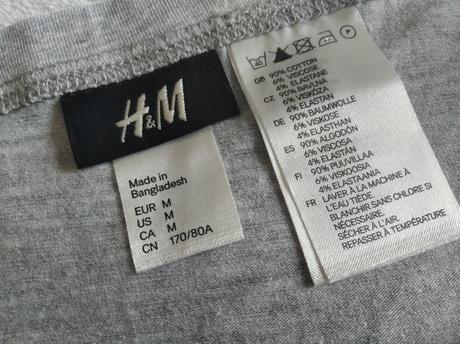 H&M
Made in
Bangladesh
EUR M
US M
CA M
CN 170/80A
40
P
GB 90% COTTON
6% VISCOSE
4% ELASTANE
CZ 90% BAVLNA
6% VISKÓZA
4% ELASTAN
DE 90% BAUMWOLLE
6% VISKOSE
4% ELASTHAN
ES 90% ALGODÓN
6% VISCOSA
4% ELASTÁN
FI 90% PUUVILLAA
6% VISKOOSIA
4% ELASTAANIA
FR LAVER À LA MACHINE À
L'EAU TIÈDE.
BLANCHIR SANS CHLORE SI
NÉCESSAIRE.
SÉCHER À L'AIR.
REPASSER À TEMPÉRATURE